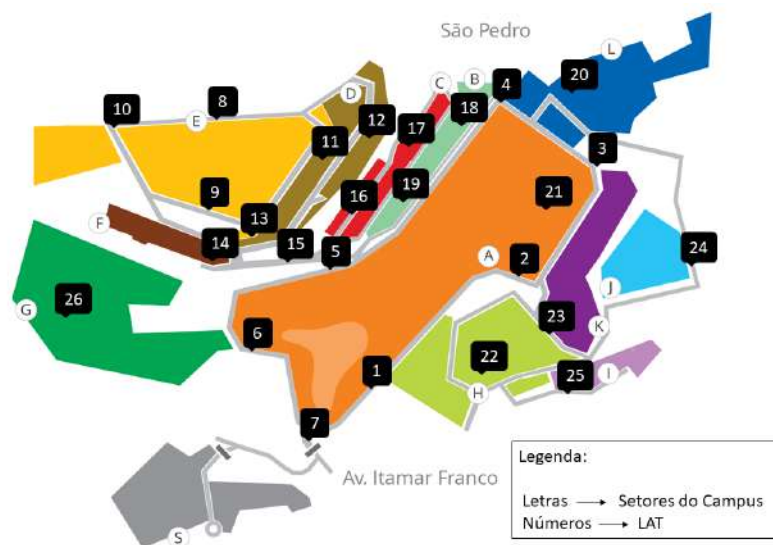 São Pedro
L
20
C
B
4
D
10
8
E
12
18
17
11
3
9
16
19
21
F
13
14
15
5
A
2
24
J
G
26
6
23
K
22
1
25
I
H
7
Av. Itamar Franco
S
Legenda:
Letras ⟶ Setores do Campus
Números ⟶ LAT